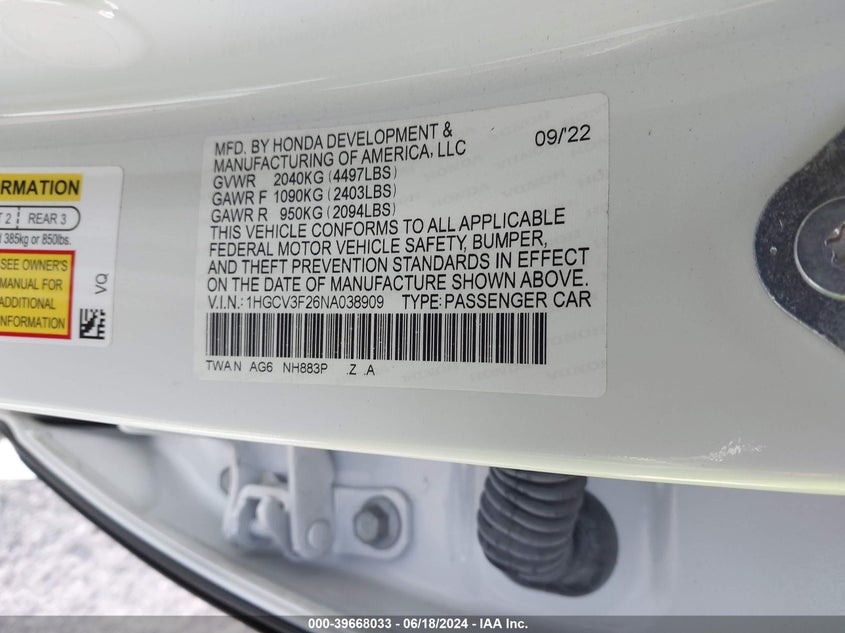 MFD. BY HONDA DEVELOPMENT &
MANUFACTURING OF AMERICA, LLC 09/'22
GVWR 2040KG (4497LBS)
GAWR F 1090KG (2403LBS)
GAWR R 950KG (2094LBS)
THIS VEHICLE CONFORMS TO ALL APPLICABLE
FEDERAL MOTOR VEHICLE SAFETY, BUMPER,
AND THEFT PREVENTION STANDARDS IN EFFECT
ON THE DATE OF MANUFACTURE SHOWN ABOVE.
V.I.N.: 1HGCV3F26NA038909 TYPE: PASSENGER CAR
TWA N AG6 NH883P .Z .A
REAR 3
385kg or 850lbs.
SEE OWNER'S
MANUAL FOR
ADDITIONAL
INFORMATION
VQ
000-39668033 - 06/18/2024 - IAA Inc.